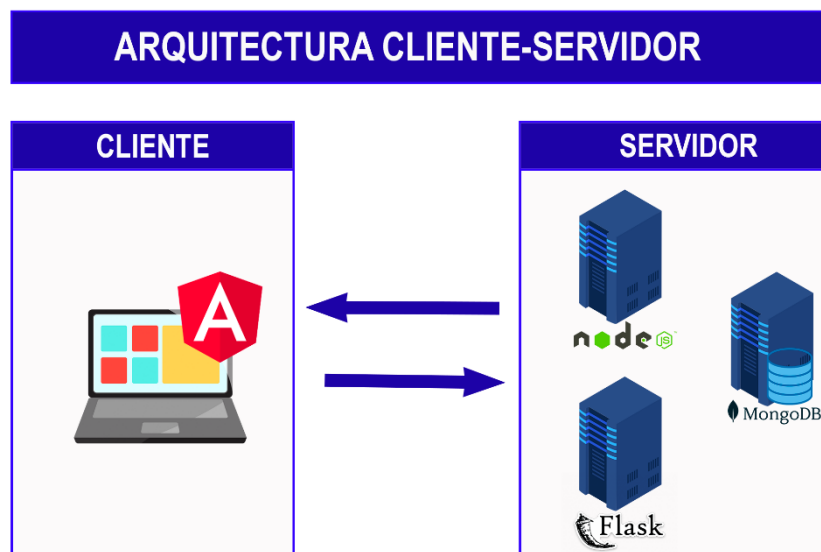 ARQUITECTURA CLIENTE-SERVIDOR
CLIENTE
SERVIDOR
A
node JS
MongoDB
Flask